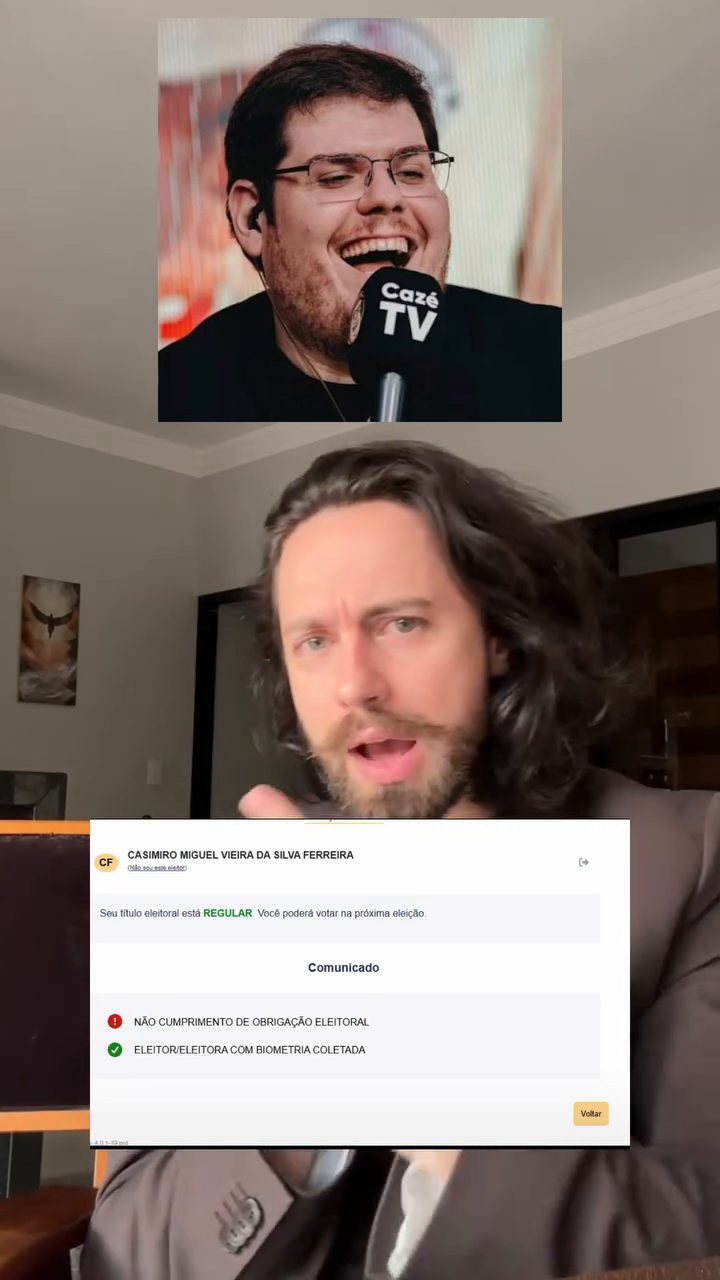 Cazé
TV
CF
CASIMIRO MIGUEL VIEIRA DA SILVA FERREIRA
(Não sou este eleitor)
Seu título eleitoral está REGULAR. Você poderá votar na próxima eleição.
Comunicado
NÃO CUMPRIMENTO DE OBRIGAÇÃO ELEITORAL
ELEITOR/ELEITORA COM BIOMETRIA COLETADA
Voltar